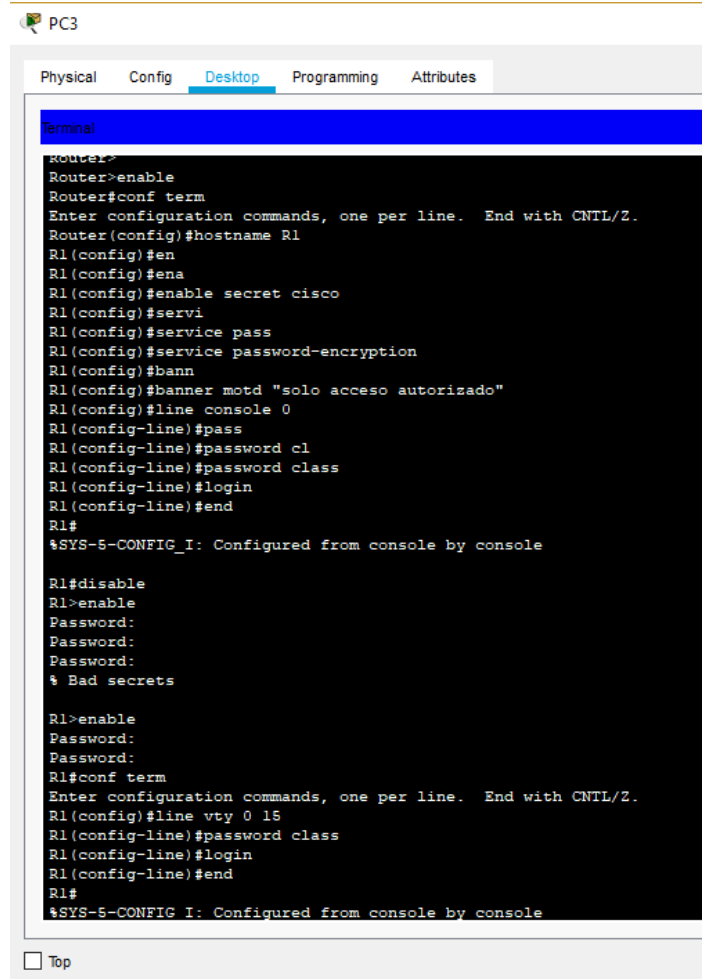 PC3
Physical Config Desktop Programming Attributes
Terminal
Router>
Router>enable
Router#conf term
Enter configuration commands, one per line.  End with CNTL/Z.
Router(config)#hostname R1
R1(config)#en
R1(config)#ena
R1(config)#enable secret cisco
R1(config)#servi
R1(config)#service pass
R1(config)#service password-encryption
R1(config)#bann
R1(config)#banner motd "solo acceso autorizado"
R1(config)#line console 0
R1(config-line)#pass
R1(config-line)#password cl
R1(config-line)#password class
R1(config-line)#login
R1(config-line)#end
R1#
%SYS-5-CONFIG_I: Configured from console by console
R1#disable
R1>enable
Password:
Password:
Password:
% Bad secrets
R1>enable
Password:
Password:
R1#conf term
Enter configuration commands, one per line.  End with CNTL/Z.
R1(config)#line vty 0 15
R1(config-line)#password class
R1(config-line)#login
R1(config-line)#end
R1#
%SYS-5-CONFIG_I: Configured from console by console
Top